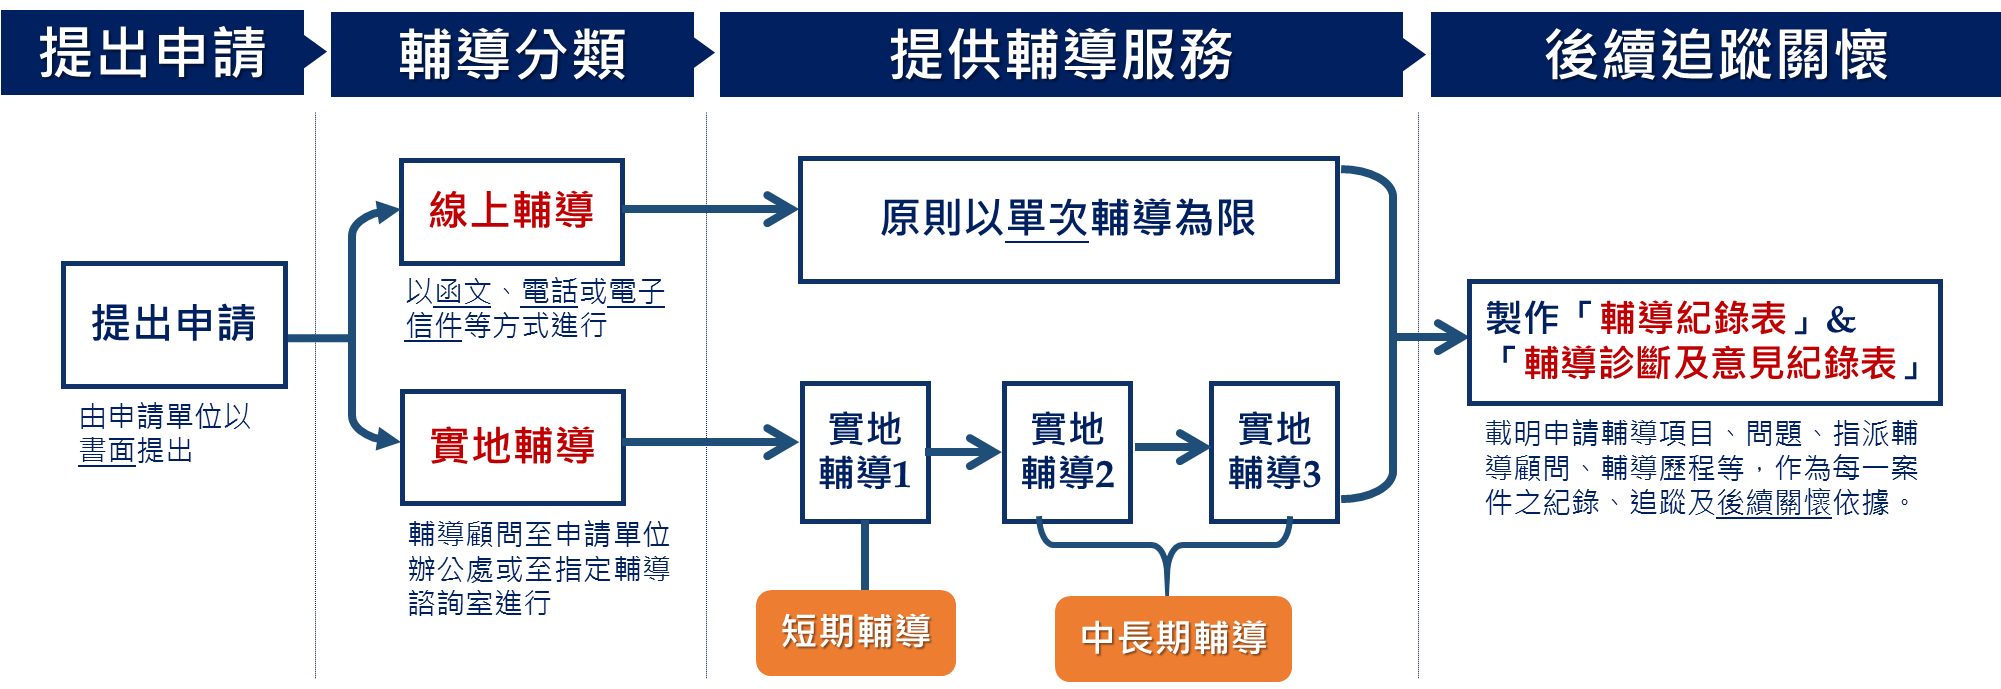 提出申請
輔導分類
提供輔導服務
後續追蹤關懷
提出申請
由申請單位以
書面提出
線上輔導
以函文、電話或電子
信件等方式進行
實地輔導
輔導顧問至申請單位
辦公處或至指定輔導
諮詢室進行
原則以單次輔導為限
實地
輔導1
實地
輔導2
實地
輔導3
短期輔導
中長期輔導
製作「輔導紀錄表」&
「輔導診斷及意見紀錄表」
載明申請輔導項目、問題、指派輔
導顧問、輔導歷程等，作為每一案
件之紀錄、追蹤及後續關懷依據。